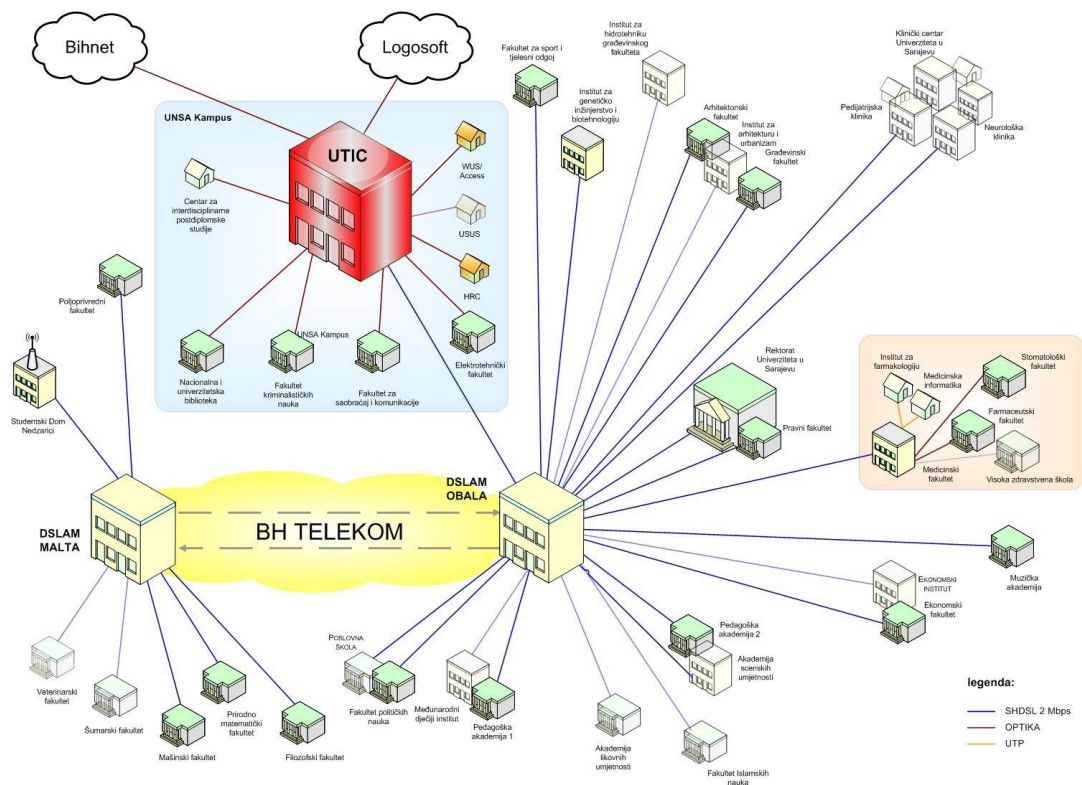 Bihnet
Logosoft
UNSA Kampus
UTIC
Centar za
interdisciplinarne
postdiplomske
studije
WUS/
Access
USUS
HRC
Nacionalna i
univerzitetska
biblioteka
UNSA Kampus
Fakultet
kriminalističkih
nauka
Fakultet za
saobraćaj i komunikacije
Elektrotehnički
fakultet
Fakultet za sport i
tjelesni odgoj
Institut za
genetičko
inžinjerstvo i
biotehnologiju
Institut za
hidrotehniku
građevinskog
fakulteta
Arhitektonski
fakultet
Institut za
arhitekturu i
urbanizam
Građevinski
fakultet
Klinički centar
Univerziteta u
Sarajevu
Pedijatrijska
klinika
Neurološka
klinika
Poljoprivredni
fakultet
Studentski Dom
Nedzarici
Rektorat
Univerziteta u
Sarajevu
Pravni fakultet
Institut za
farmakologiju
Medicinska
informatika
Stomatološki
fakultet
Farmaceutski
fakultet
Medicinski
fakultet
Visoka zdravstvena škola
DSLAM
MALTA
BH TELEKOM
DSLAM
OBALA
Muzička
akademija
EKONOMSKI INSTITUT
Ekonomski
fakultet
Pedagoška
akademija 2
Akademija
scenskih
umjetnosti
Veterinarski
fakultet
Šumarski fakultet
Mašinski fakultet
Prirodno
matematički
fakultet
Filozofski fakultet
POSLOVNA
ŠKOLA
Fakultet političkih
nauka
Međunarodni
dječiji institut
Pedagoška
akademija 1
Akademija
likovnih
umjetnosti
Fakultet Islamskih
nauka
legenda:
SHDSL 2 Mbps
OPTIKA
UTP